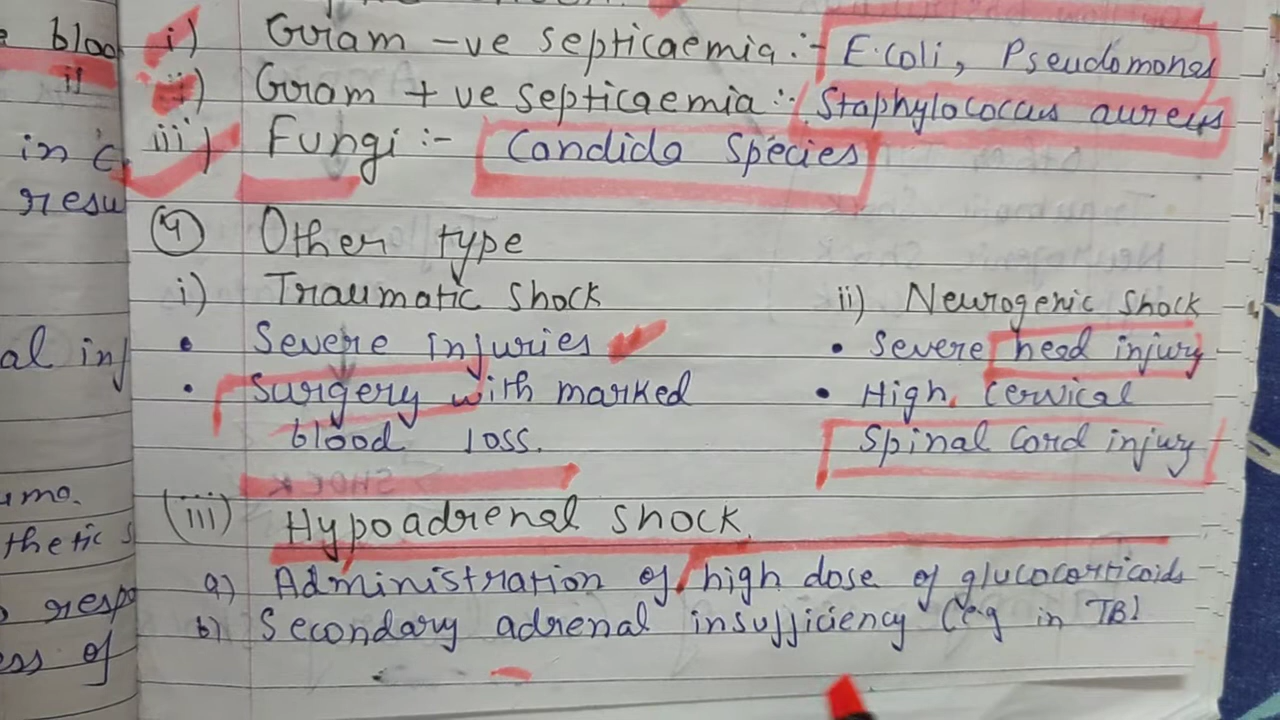 i) Gram -ve septicaemia :- E.coli, Pseudomonas
ii) Gram +ve septicaemia :- Staphylococcus aureus
iii) Fungi :- Candida Species
④ Other type
i) Traumatic shock
• Severe injuries
• Surgery with marked
blood loss.
ii) Neurogenic shock
• Severe head injury
• High cervical
Spinal cord injury
(iii) Hypoadrenal shock
a) Administration of high dose of glucocorticoids
b) Secondary adrenal insufficiency (eg in TB)